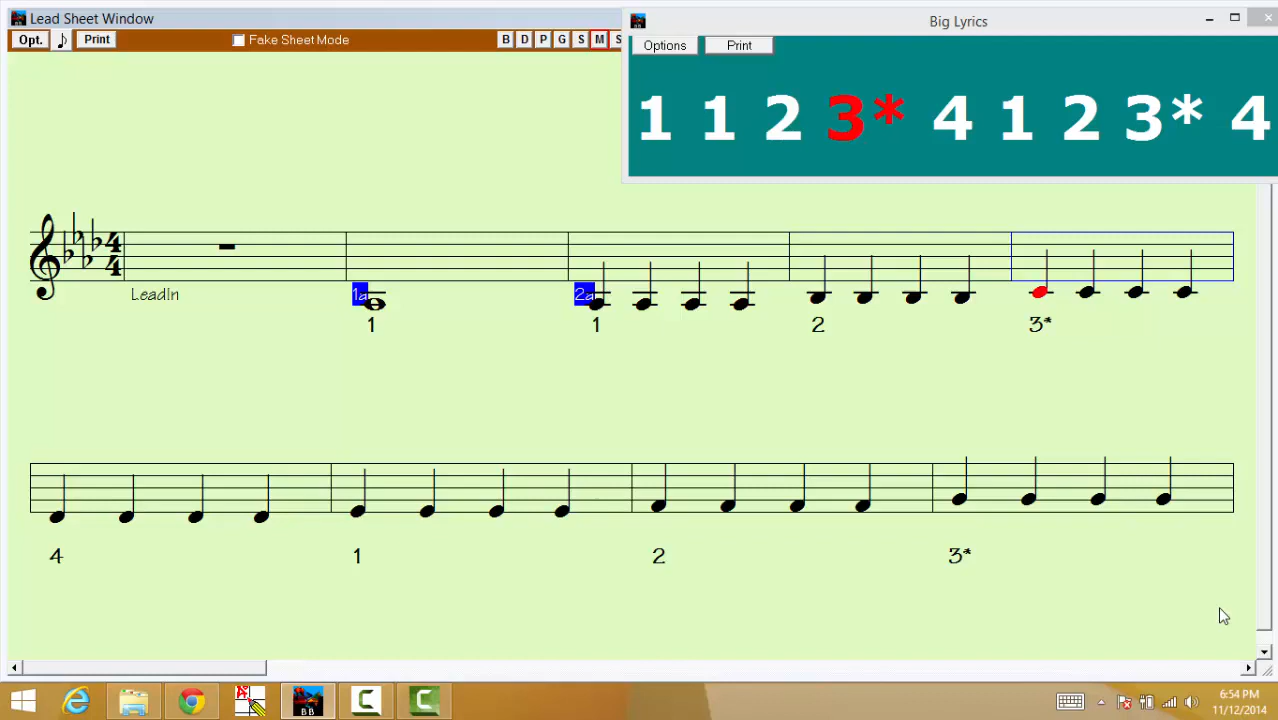 Lead Sheet Window
Big Lyrics
Opt.
Print
Fake Sheet Mode
B D P G S M S
Options
Print
1 1 2 3* 4 1 2 3* 4
4
4
LeadIn
1a
2a
1 1 2 3*
4 1 2 3*
6:54 PM
11/12/2014